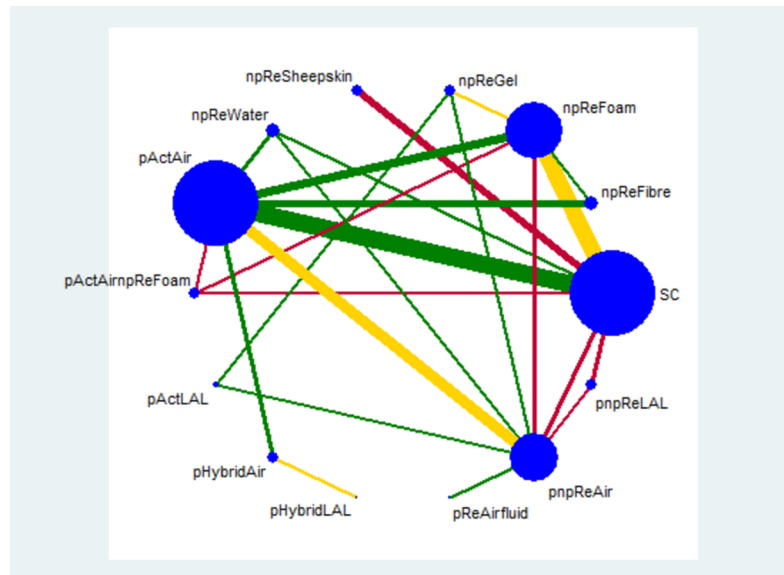 npReSheepskin
npReGel
npReFoam
npReWater
pActAir
npReFibre
pActAirnpReFoam
SC
pActLAL
pnpReLAL
pHybridAir
pnpReAir
pHybridLAL
pReAirfluid